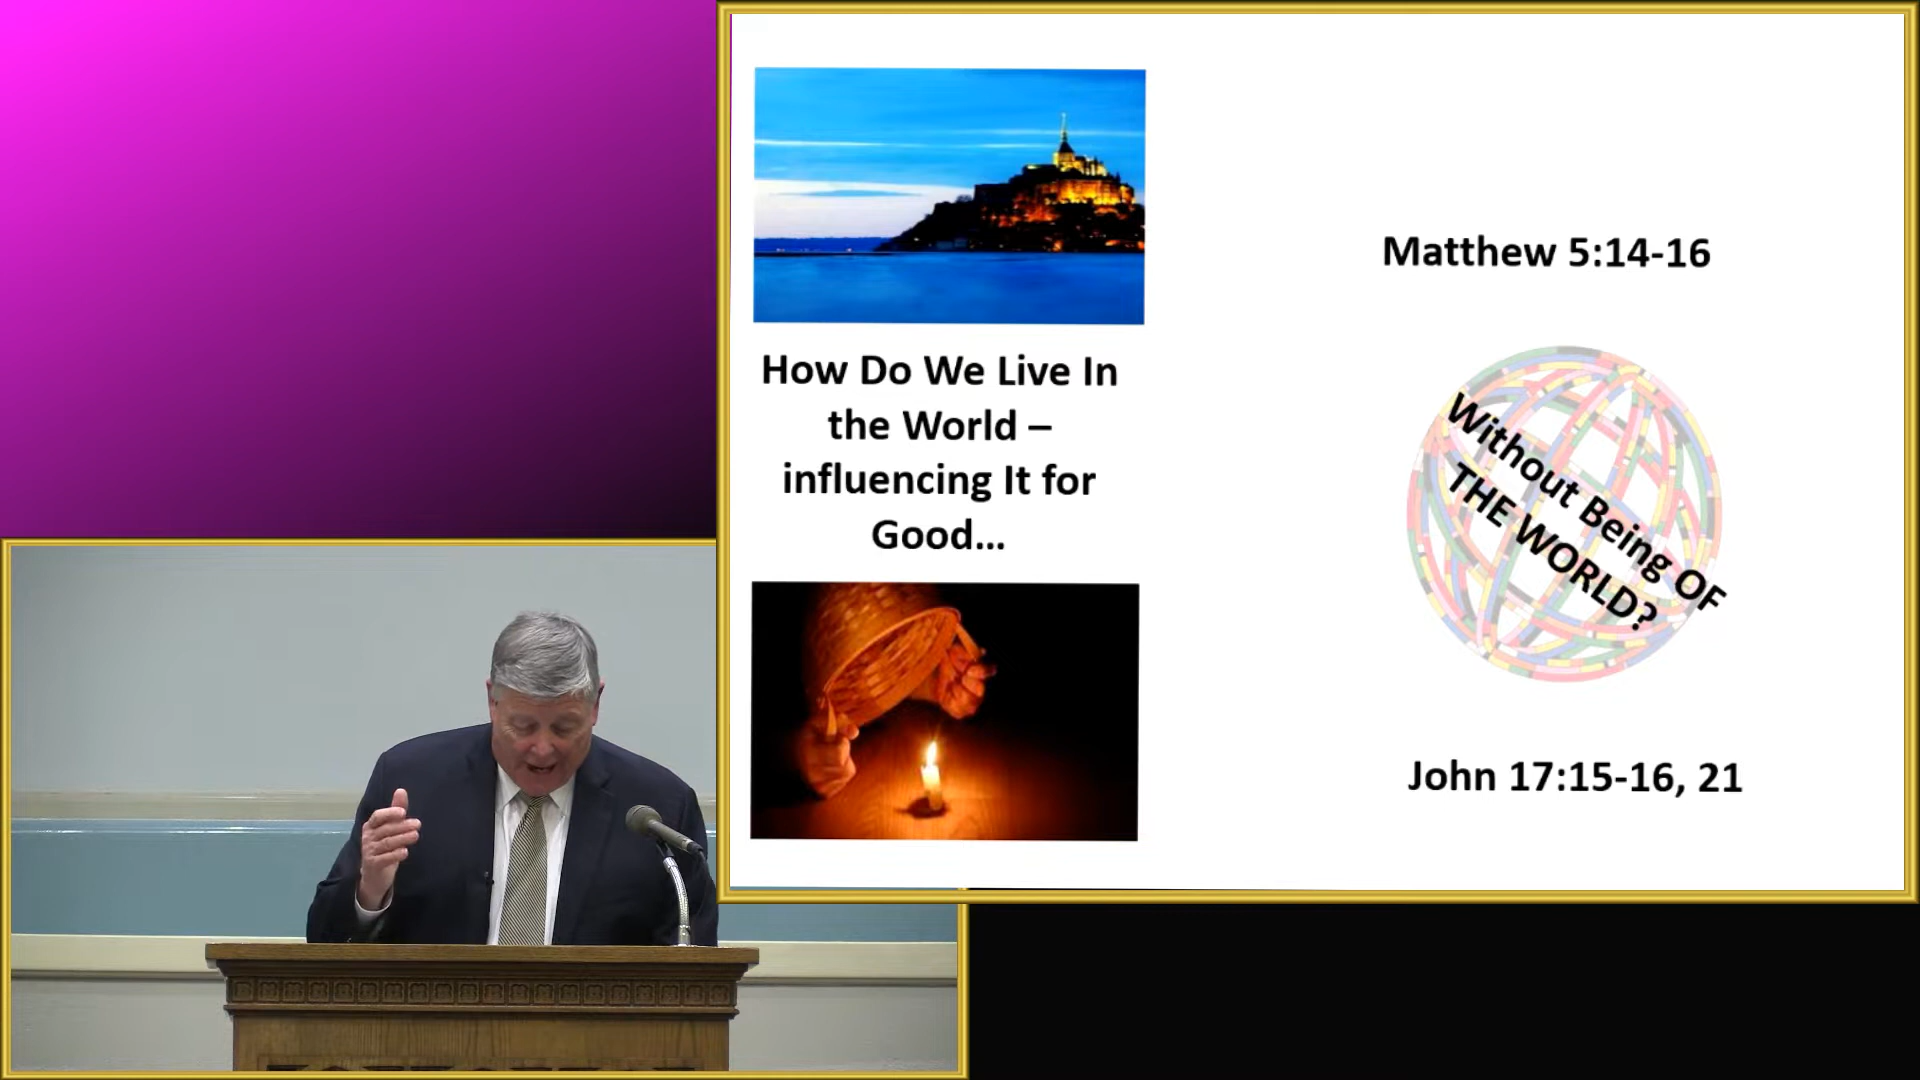 How Do We Live In
the World –
influencing It for
Good...
Matthew 5:14-16
Without Being OF
THE WORLD?
John 17:15-16, 21